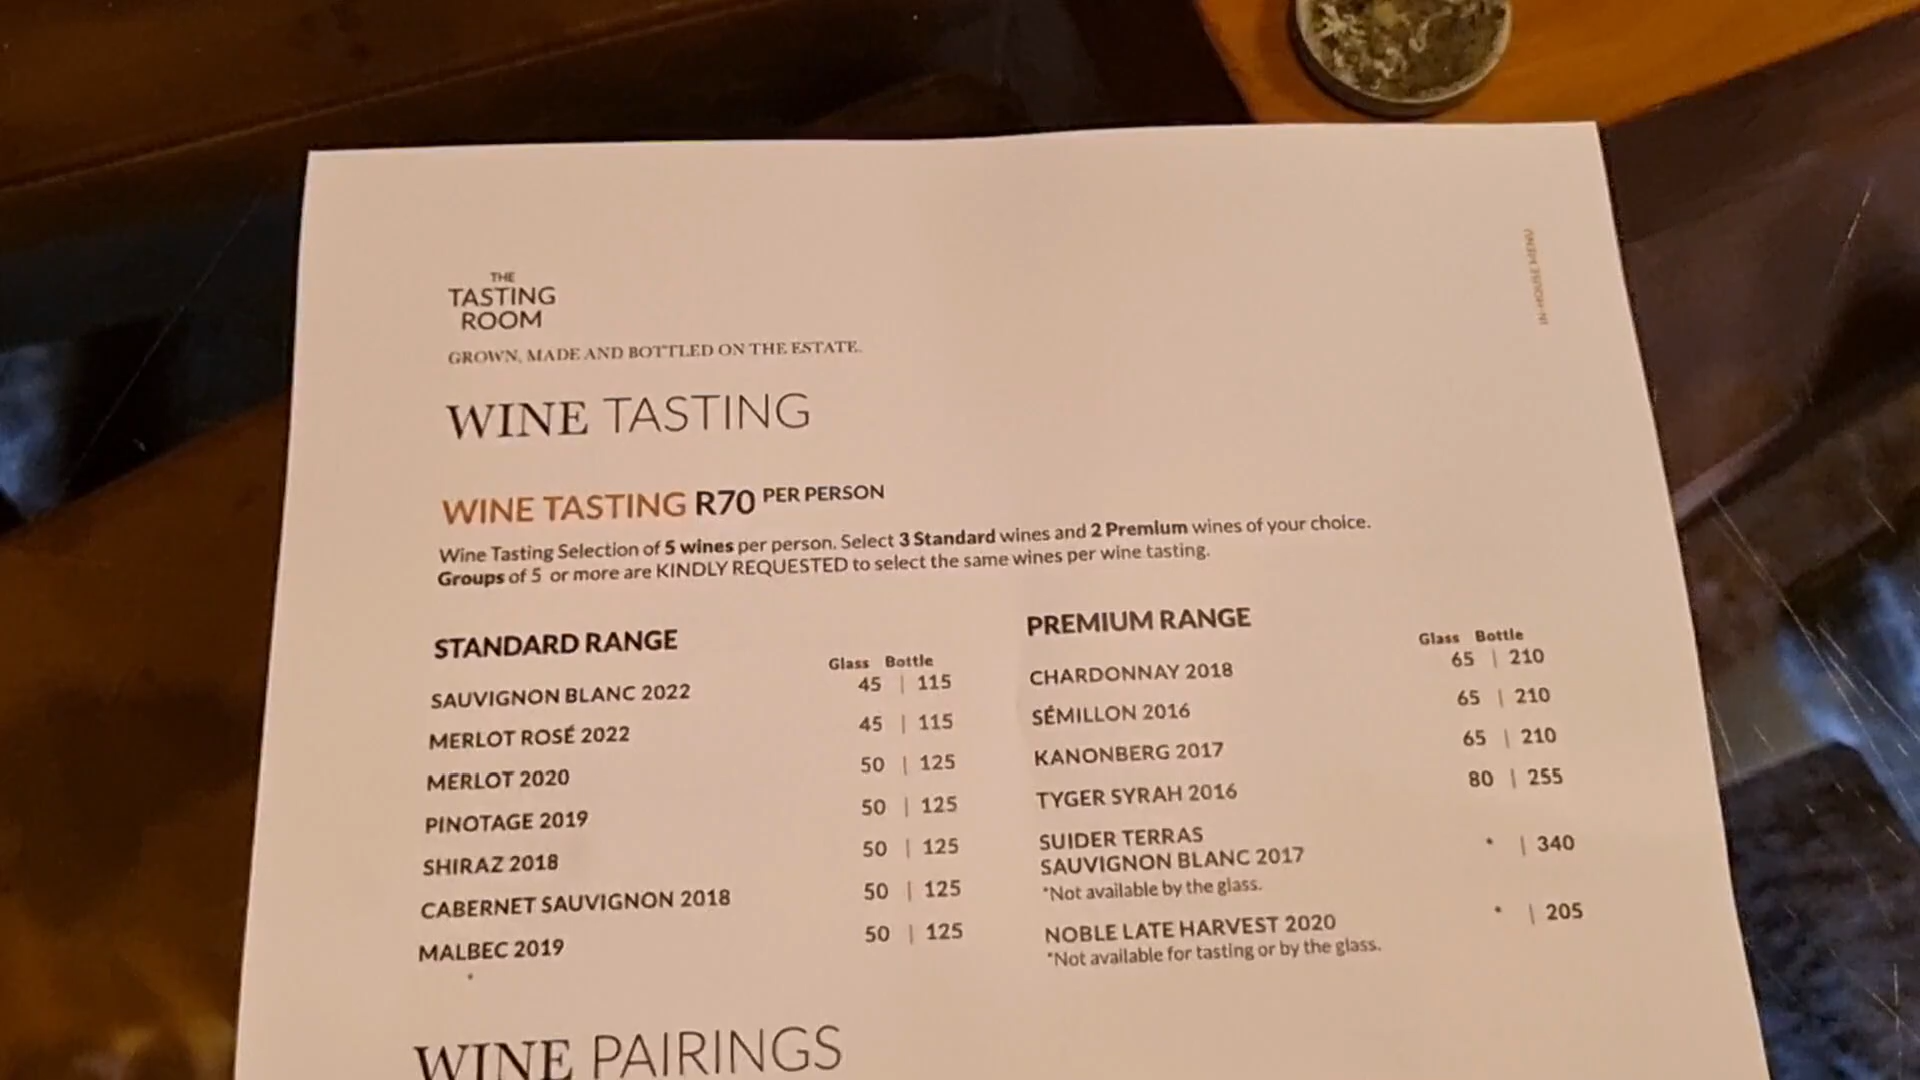 IN-HOUSE MENU
THE
TASTING
ROOM
GROWN, MADE AND BOTTLED ON THE ESTATE.
WINE TASTING
WINE TASTING R70 PER PERSON
Wine Tasting Selection of 5 wines per person. Select 3 Standard wines and 2 Premium wines of your choice.
Groups of 5 or more are KINDLY REQUESTED to select the same wines per wine tasting.
STANDARD RANGE
Glass Bottle
SAUVIGNON BLANC 2022 45 | 115
MERLOT ROSÉ 2022 45 | 115
MERLOT 2020 50 | 125
PINOTAGE 2019 50 | 125
SHIRAZ 2018 50 | 125
CABERNET SAUVIGNON 2018 50 | 125
MALBEC 2019 50 | 125
PREMIUM RANGE
Glass Bottle
CHARDONNAY 2018 65 | 210
SÉMILLON 2016 65 | 210
KANONBERG 2017 65 | 210
TYGER SYRAH 2016 80 | 255
SUIDER TERRAS
SAUVIGNON BLANC 2017 * | 340
*Not available by the glass.
NOBLE LATE HARVEST 2020 * | 205
*Not available for tasting or by the glass.
WINE PAIRINGS